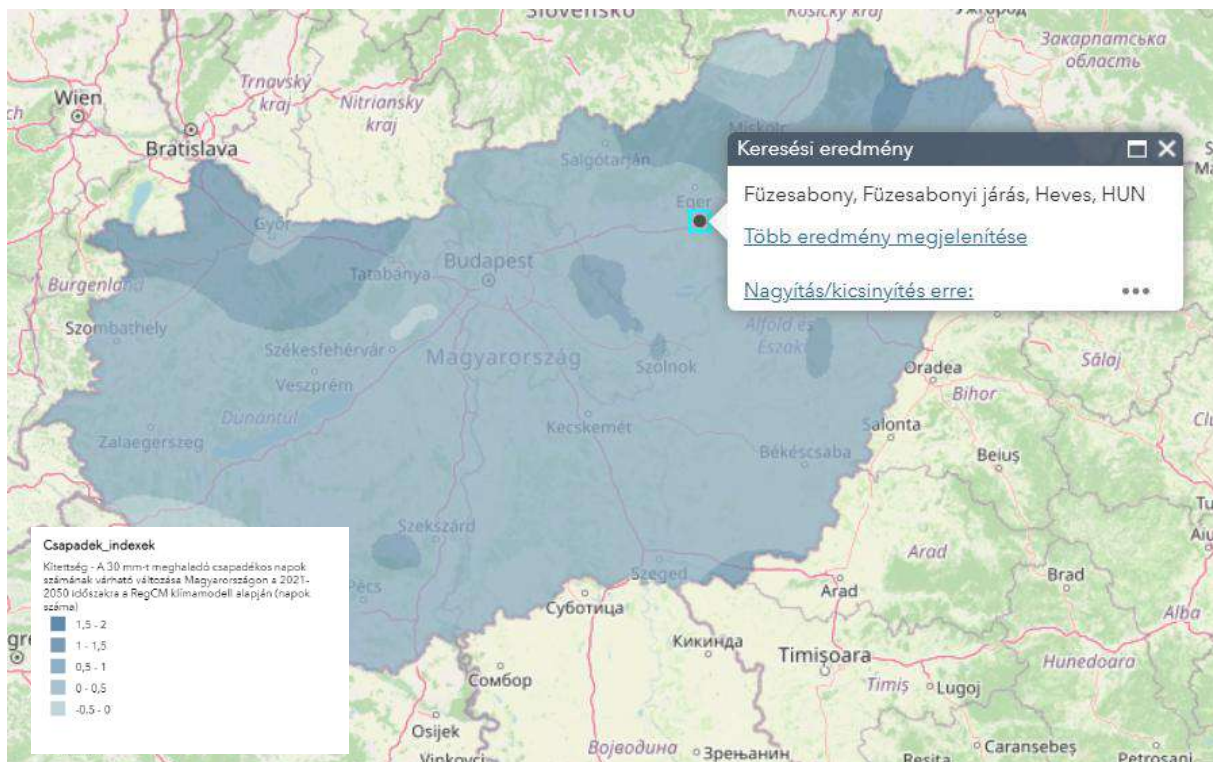 Slovensko
Košický kraj
Ужгород
Закарпатська
область
Trnavský
kraj
Nitriansky
kraj
Wien
Bratislava
Miskolc
Salgótarján
Eger
Keresési eredmény
Füzesabony, Füzesabonyi járás, Heves, HUN
Több eredmény megjelenítése
Nagyítás/kicsinyítés erre:
Győr
Tatabánya
Budapest
Burgenland
Szombathely
Székesfehérvár
Magyarország
Alföld és
Észak
Szolnok
Veszprém
Oradea
Sălaj
Bihor
Dunántúl
Zalaegerszeg
Kecskemét
Salonta
Békéscsaba
Beiuș
Szekszárd
Arad
Pécs
Szeged
Arad
Brad
Alba
Суботица
Кикинда
Timișoara
Hunedoara
Сомбор
Timiș
Lugoj
Osijek
Војводина
Зрењанин
Caransebeș
Vinkovci
Reșița
Petroșani
Csapadek_indexek
Kitettség - A 30 mm-t meghaladó csapadékos napok
számának várható változása Magyarországon a 2021-
2050 időszakra a RegCM klímamodell alapján (napok
száma)
1,5 - 2
1 - 1,5
0,5 - 1
0 - 0,5
-0,5 - 0